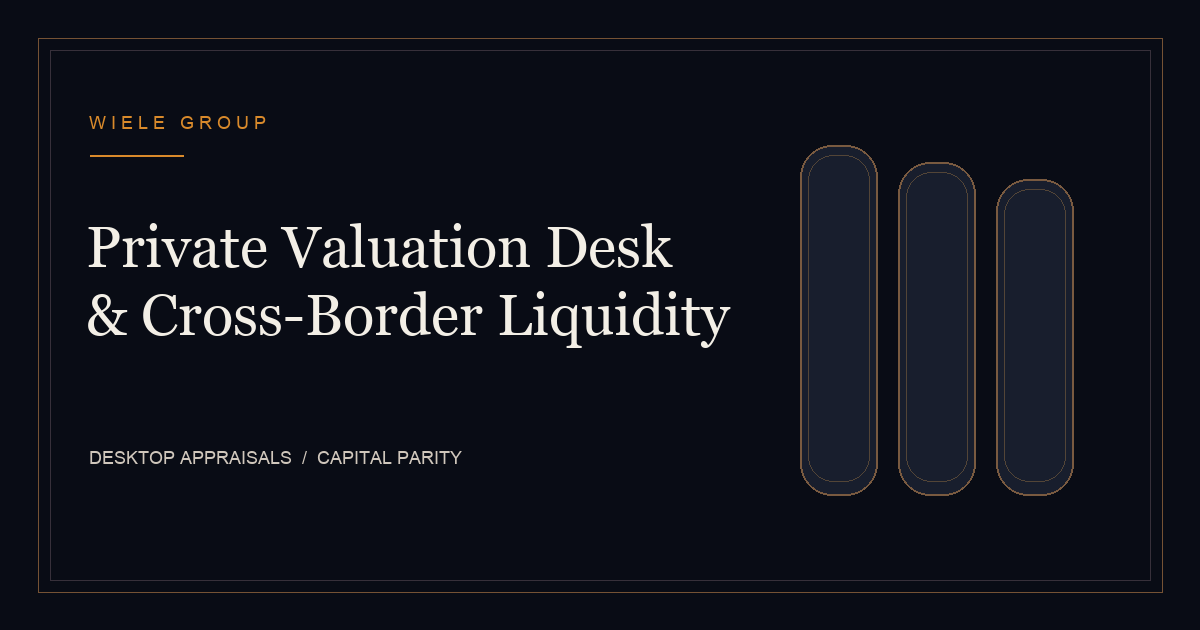 WIELE GROUP
Private Valuation Desk
& Cross-Border Liquidity
DESKTOP APPRAISALS / CAPITAL PARITY